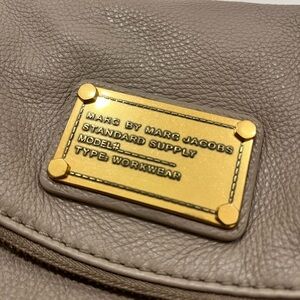 MARC BY MARC JACOBS
STANDARD SUPPLY
MODEL#
TYPE: WORKWEAR